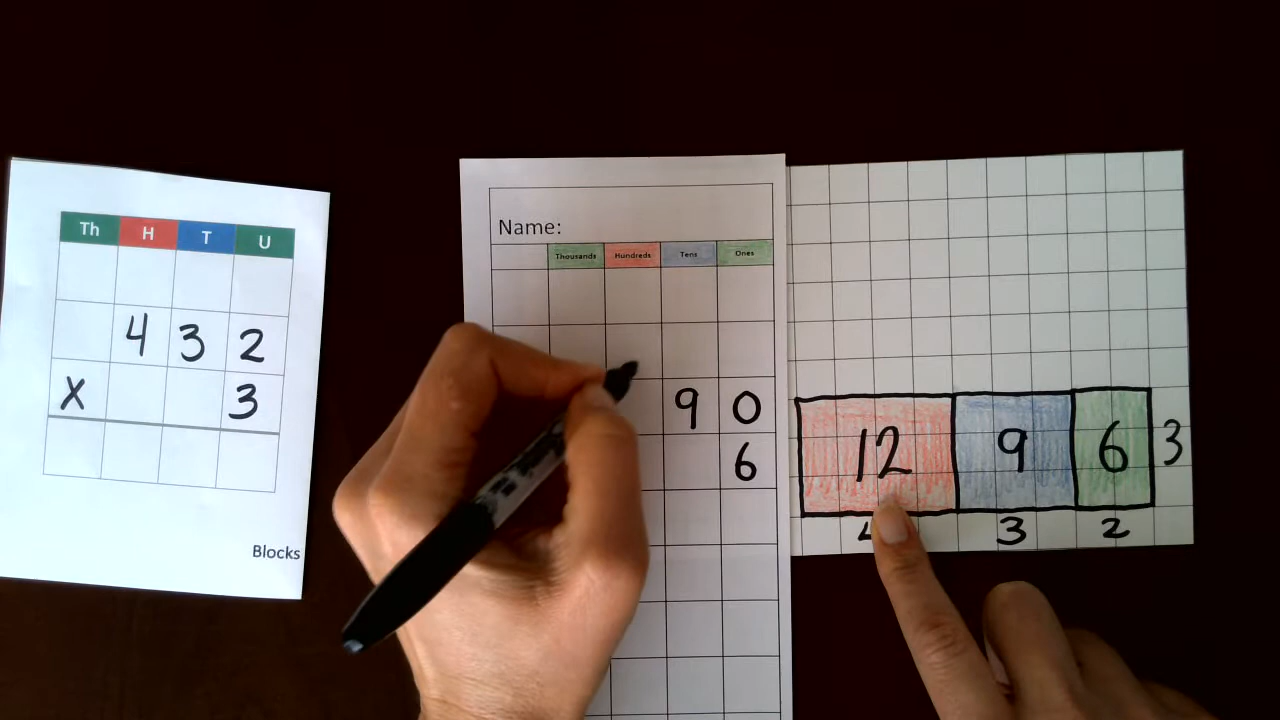 Th H T U
4 3 2
X 3
Blocks
Name:
Thousands Hundreds Tens Ones
9 0
6
12 9 6 3
3 2